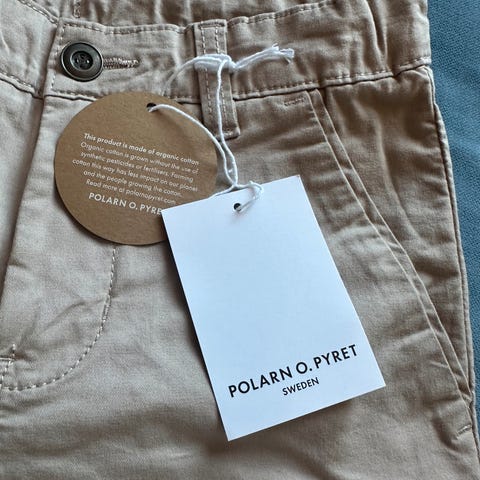 This product is made of organic cotton
Organic cotton is grown without the use of
synthetic pesticides or fertilisers. Farming
cotton this way has less impact on our planet
and the people growing the cotton.
Read more at polarnopyret.com
POLARN O. PYRET
POLARN O. PYRET
SWEDEN